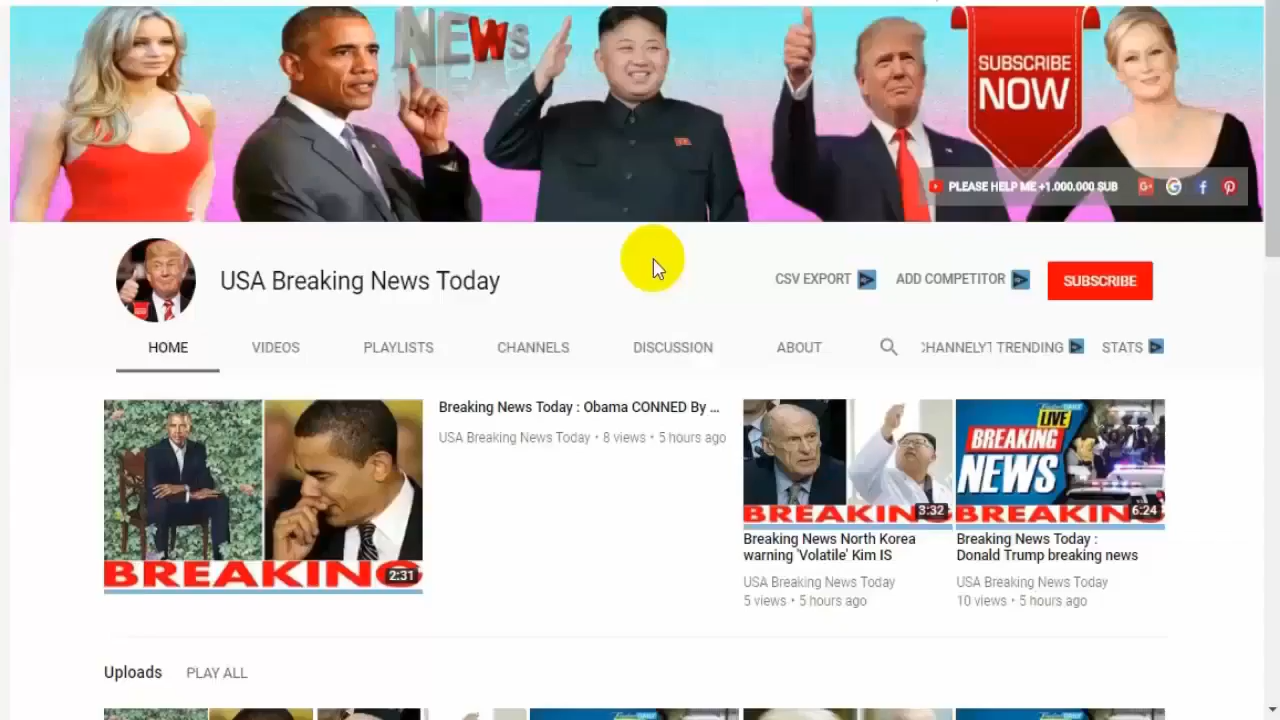 NEWS
SUBSCRIBE
NOW
PLEASE HELP ME +1.000.000 SUB
USA Breaking News Today
CSV EXPORT
ADD COMPETITOR
SUBSCRIBE
HOME
VIDEOS
PLAYLISTS
CHANNELS
DISCUSSION
ABOUT
CHANNELYT TRENDING
STATS
BREAKING
2:31
Breaking News Today : Obama CONNED By ...
USA Breaking News Today • 8 views • 5 hours ago
BREAKIN
3:32
Breaking News North Korea
warning 'Volatile' Kim IS
USA Breaking News Today
5 views • 5 hours ago
LIVE
BREAKING
NEWS
BREAKIN
6:24
Breaking News Today :
Donald Trump breaking news
USA Breaking News Today
10 views • 5 hours ago
Uploads
PLAY ALL